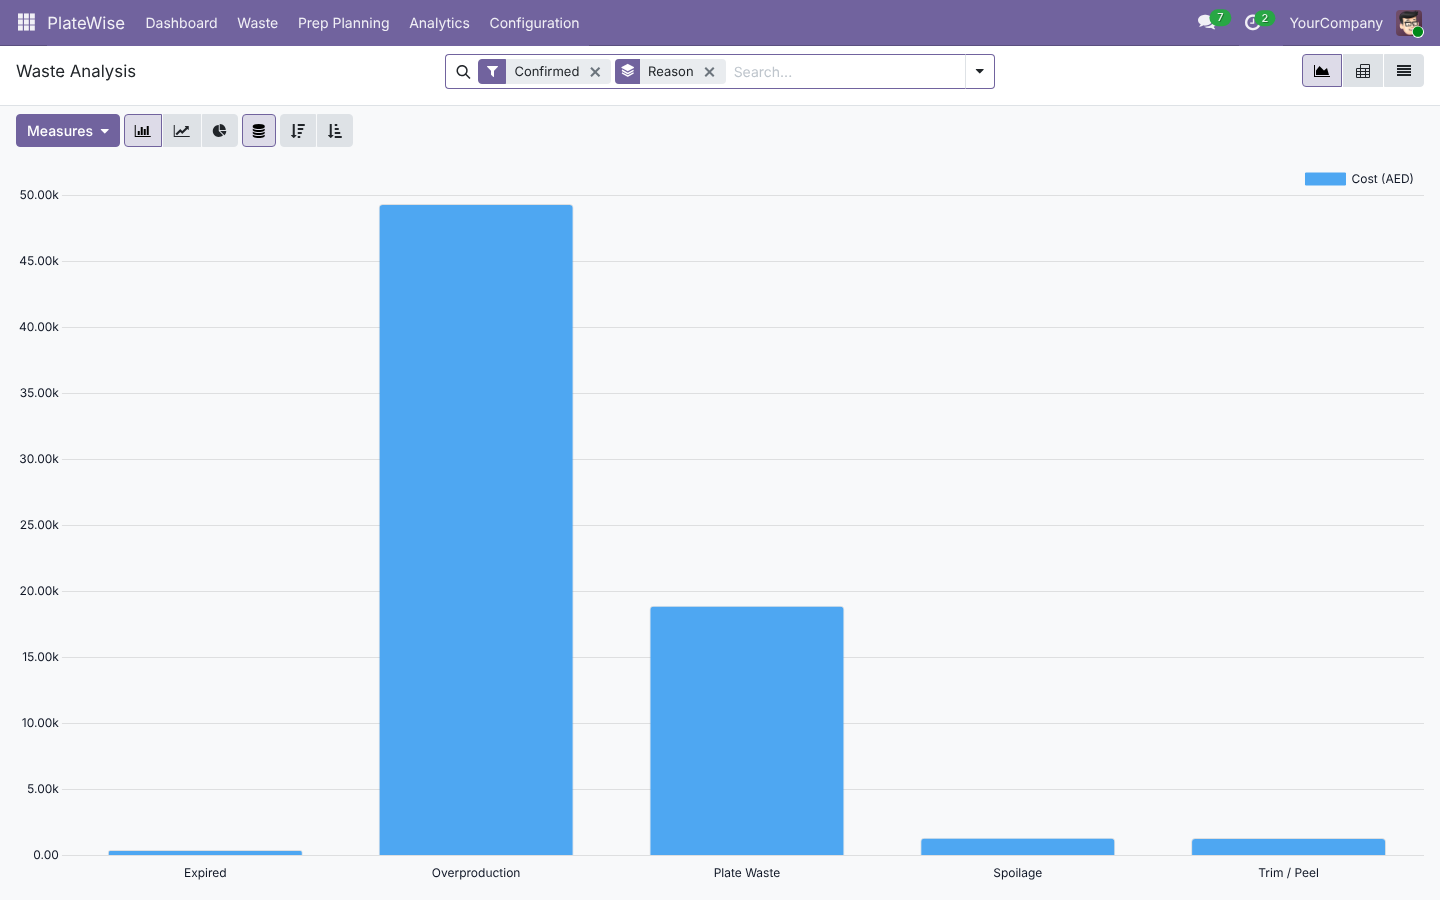 PlateWise Dashboard Waste Prep Planning Analytics Configuration 7 2 YourCompany
Waste Analysis Confirmed Reason Search...
Measures
Cost (AED)
50.00k
45.00k
40.00k
35.00k
30.00k
25.00k
20.00k
15.00k
10.00k
5.00k
0.00
Expired Overproduction Plate Waste Spoilage Trim / Peel